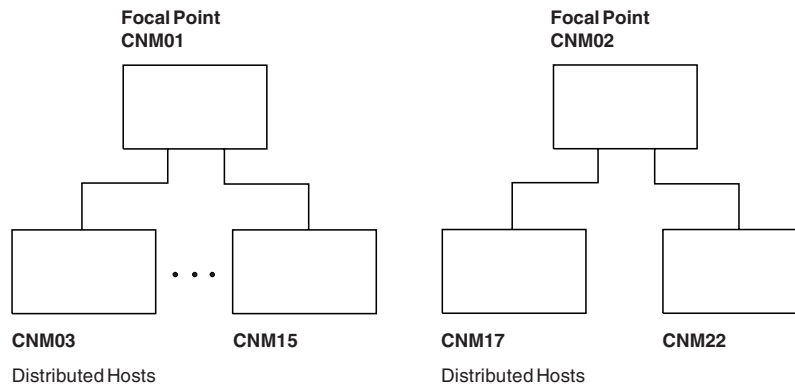 Focal Point
CNM01
Focal Point
CNM02
CNM03
CNM15
CNM17
CNM22
Distributed Hosts
Distributed Hosts